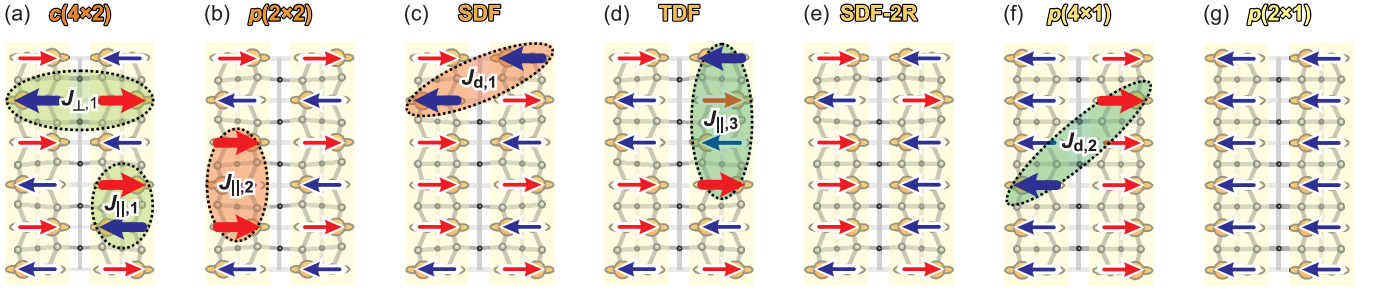 (a) c(4×2) (b) p(2×2) (c) SDF (d) TDF (e) SDF-2R (f) p(4×1) (g) p(2×1)
J⊥,1
J∥,1
J∥,2
Jd,1
J∥,3
Jd,2